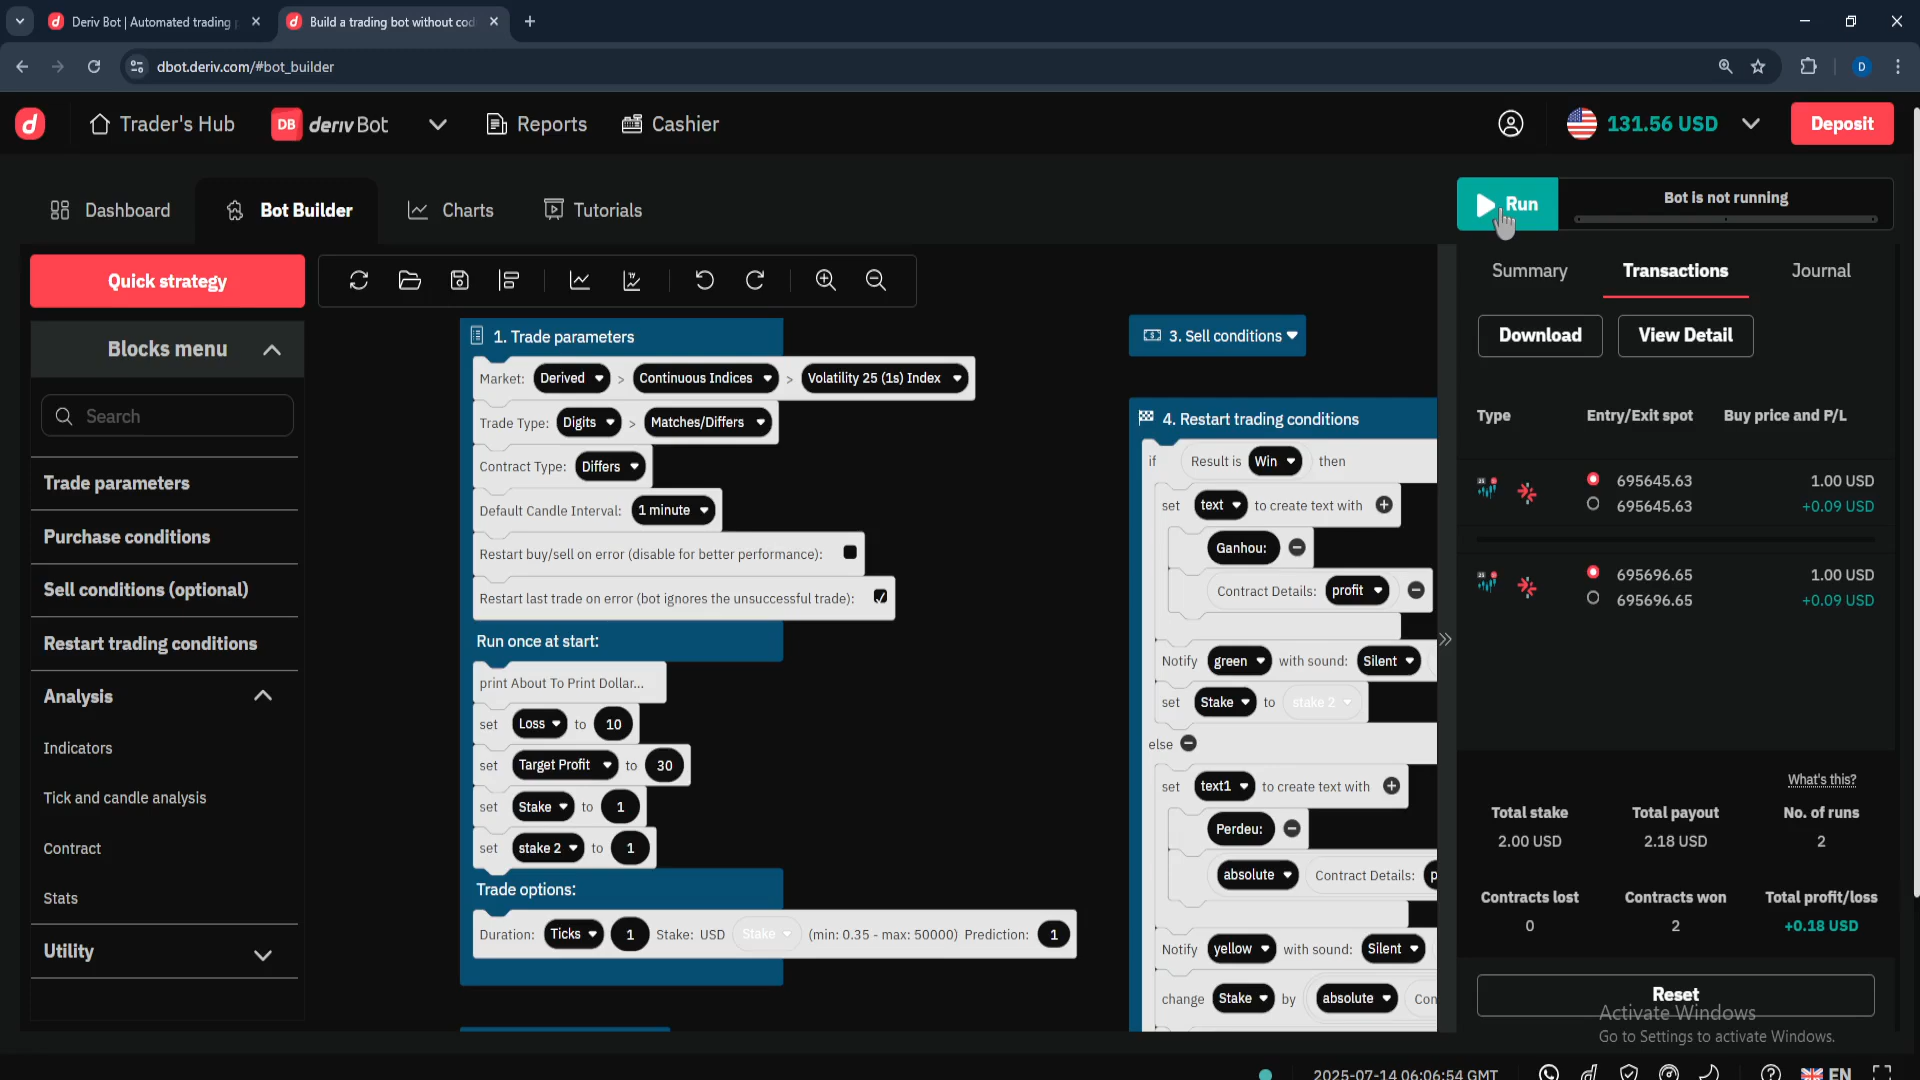 Deriv Bot | Automated trading
Build a trading bot without cod
dbot.deriv.com/#bot_builder
D
Trader's Hub
DB deriv Bot
Reports
Cashier
131.56 USD
Deposit
Dashboard
Bot Builder
Charts
Tutorials
Run
Bot is not running
Quick strategy
Blocks menu
Search
Trade parameters
Purchase conditions
Sell conditions (optional)
Restart trading conditions
Analysis
Indicators
Tick and candle analysis
Contract
Stats
Utility
1. Trade parameters
Market: Derived > Continuous Indices > Volatility 25 (1s) Index
Trade Type: Digits > Matches/Differs
Contract Type: Differs
Default Candle Interval: 1 minute
Restart buy/sell on error (disable for better performance):
Restart last trade on error (bot ignores the unsuccessful trade):
Run once at start:
print About To Print Dollar...
set Loss to 10
set Target Profit to 30
set Stake to 1
set stake 2 to 1
Trade options:
Duration: Ticks 1 Stake: USD Stake (min: 0.35 - max: 50000) Prediction: 1
3. Sell conditions
4. Restart trading conditions
if Result is Win then
set text to create text with
Ganhou:
Contract Details: profit
Notify green with sound: Silent
set Stake to stake 2
else
set text1 to create text with
Perdeu:
absolute Contract Details: p
Notify yellow with sound: Silent
change Stake by absolute Con
Summary
Transactions
Journal
Download
View Detail
Type
Entry/Exit spot
Buy price and P/L
695645.63 1.00 USD
695645.63 +0.09 USD
695696.65 1.00 USD
695696.65 +0.09 USD
What's this?
Total stake Total payout No. of runs
2.00 USD 2.18 USD 2
Contracts lost Contracts won Total profit/loss
0 2 +0.18 USD
Reset
Activate Windows
Go to Settings to activate Windows.
2025-07-14 06:06:54 GMT
EN